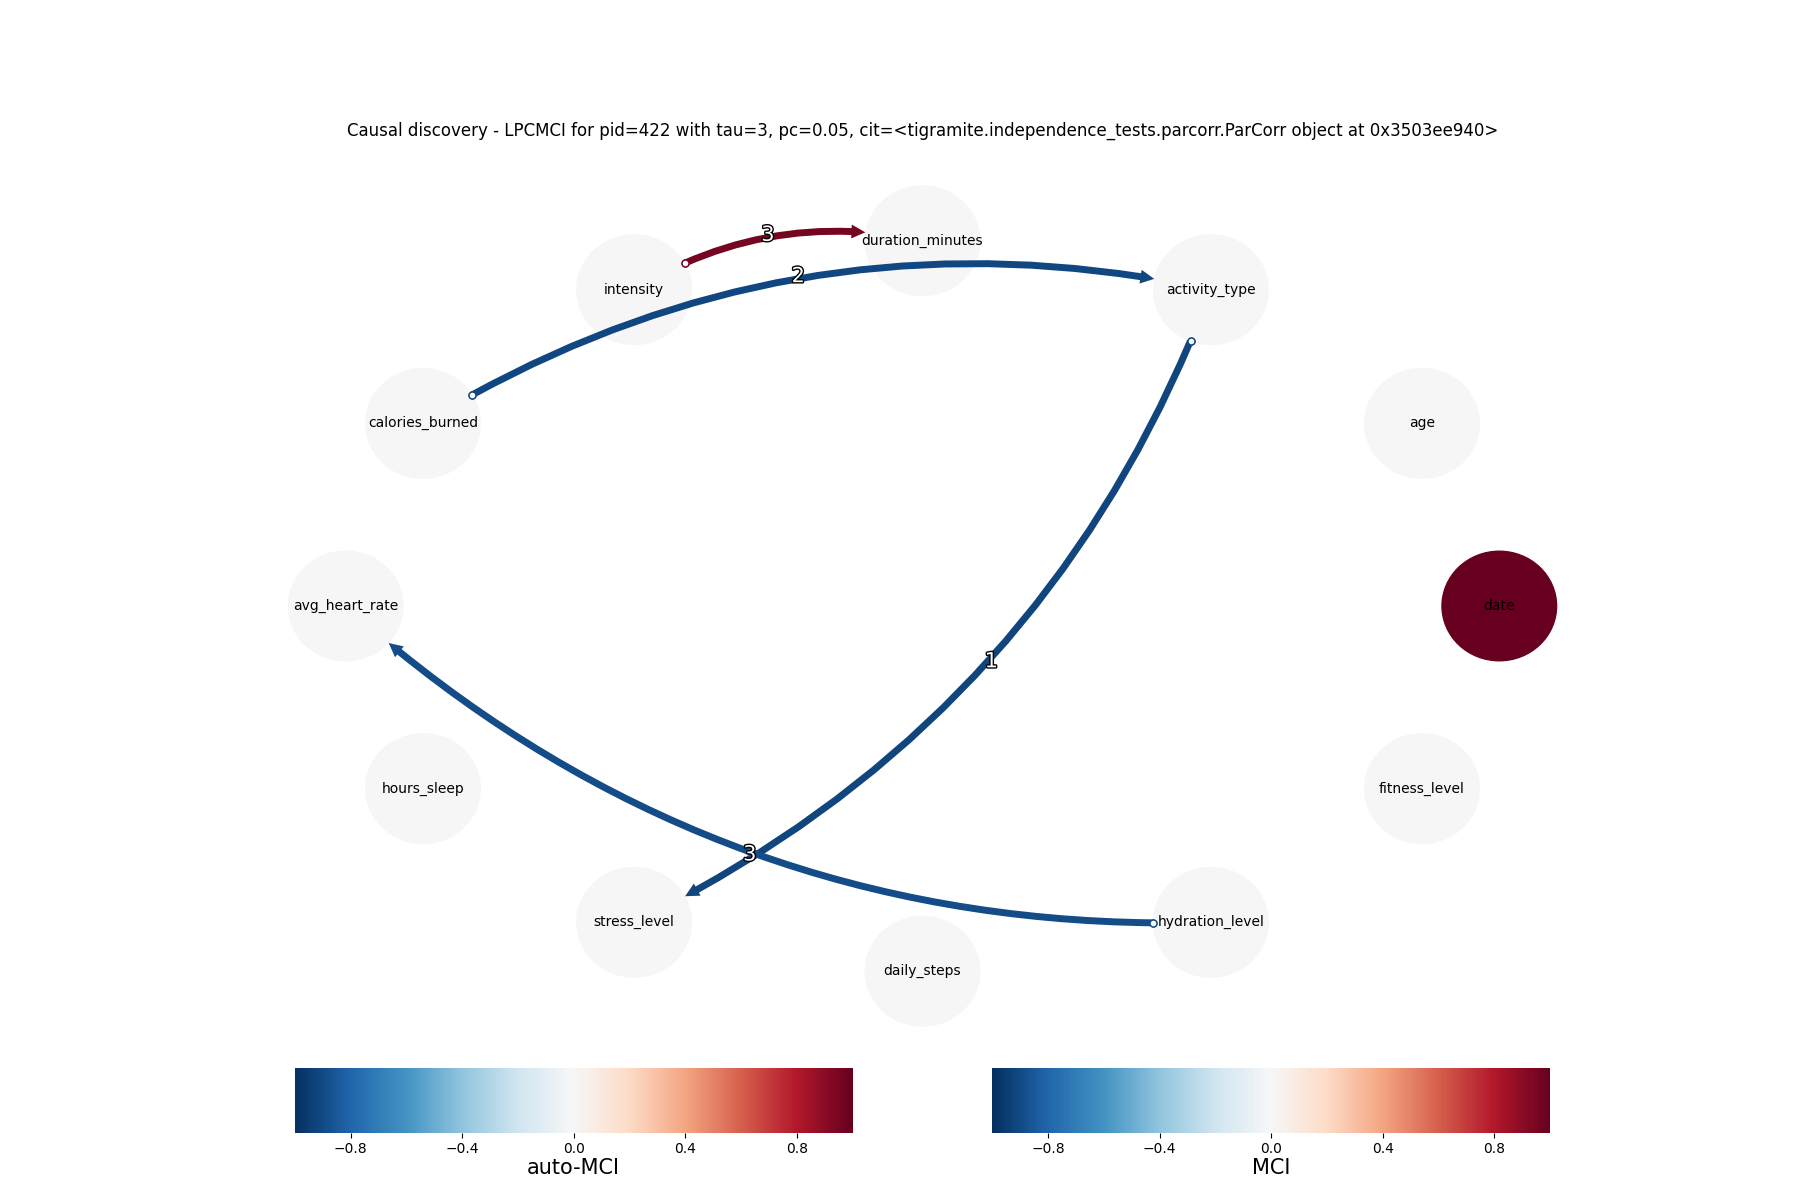 Causal discovery - LPCMCI for pid=422 with tau=3, pc=0.05, cit=<tigramite.independence_tests.parcorr.ParCorr object at 0x3503ee940>
3
duration_minutes
2
intensity
activity_type
calories_burned
age
avg_heart_rate
date
1
hours_sleep
fitness_level
3
stress_level
hydration_level
daily_steps
−0.8 −0.4 0.0 0.4 0.8
auto-MCI
−0.8 −0.4 0.0 0.4 0.8
MCI